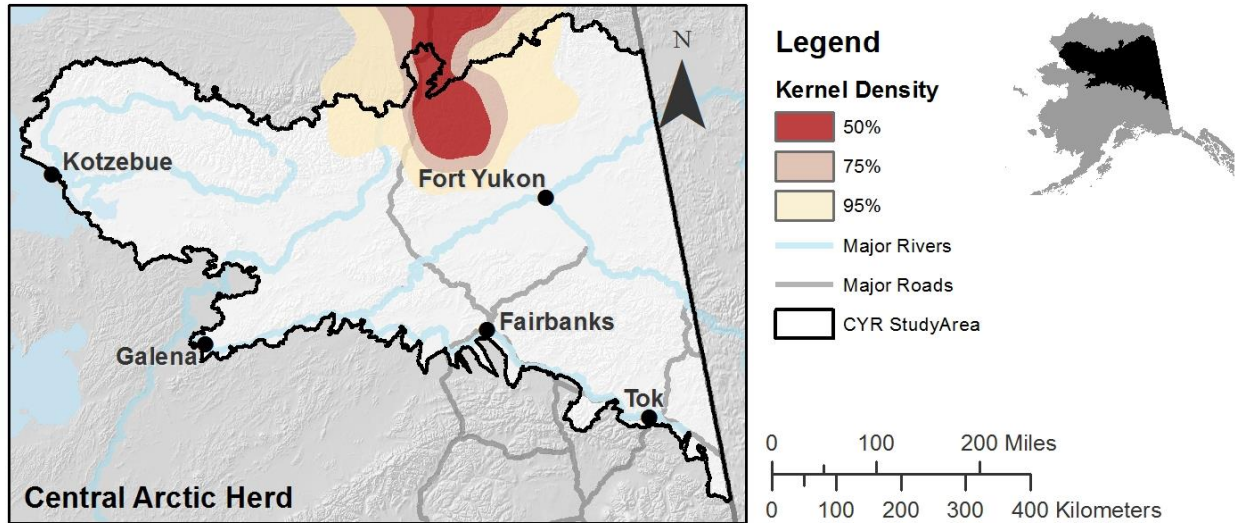 N
Kotzebue
Fort Yukon
Fairbanks
Galena
Tok
Central Arctic Herd
Legend
Kernel Density
50%
75%
95%
Major Rivers
Major Roads
CYR StudyArea
0 100 200 Miles
0 100 200 300 400 Kilometers